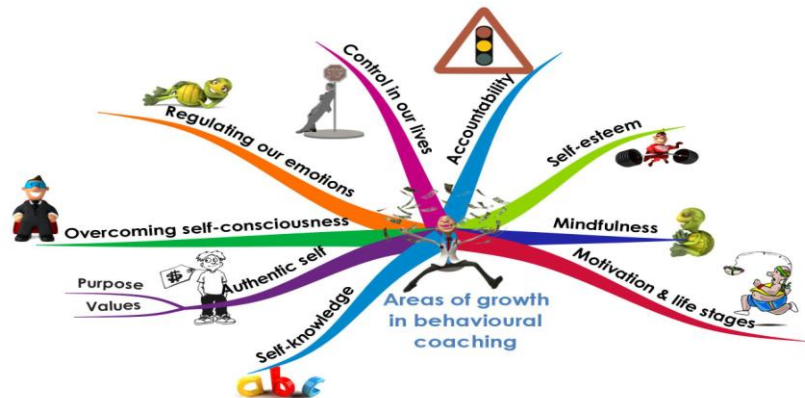 Control in our lives
Accountability
Regulating our emotions
Self-esteem
Overcoming self-consciousness
Mindfulness
Authentic self
Purpose
Values
Motivation & life stages
Self-knowledge
Areas of growth
in behavioural
coaching
$
abc